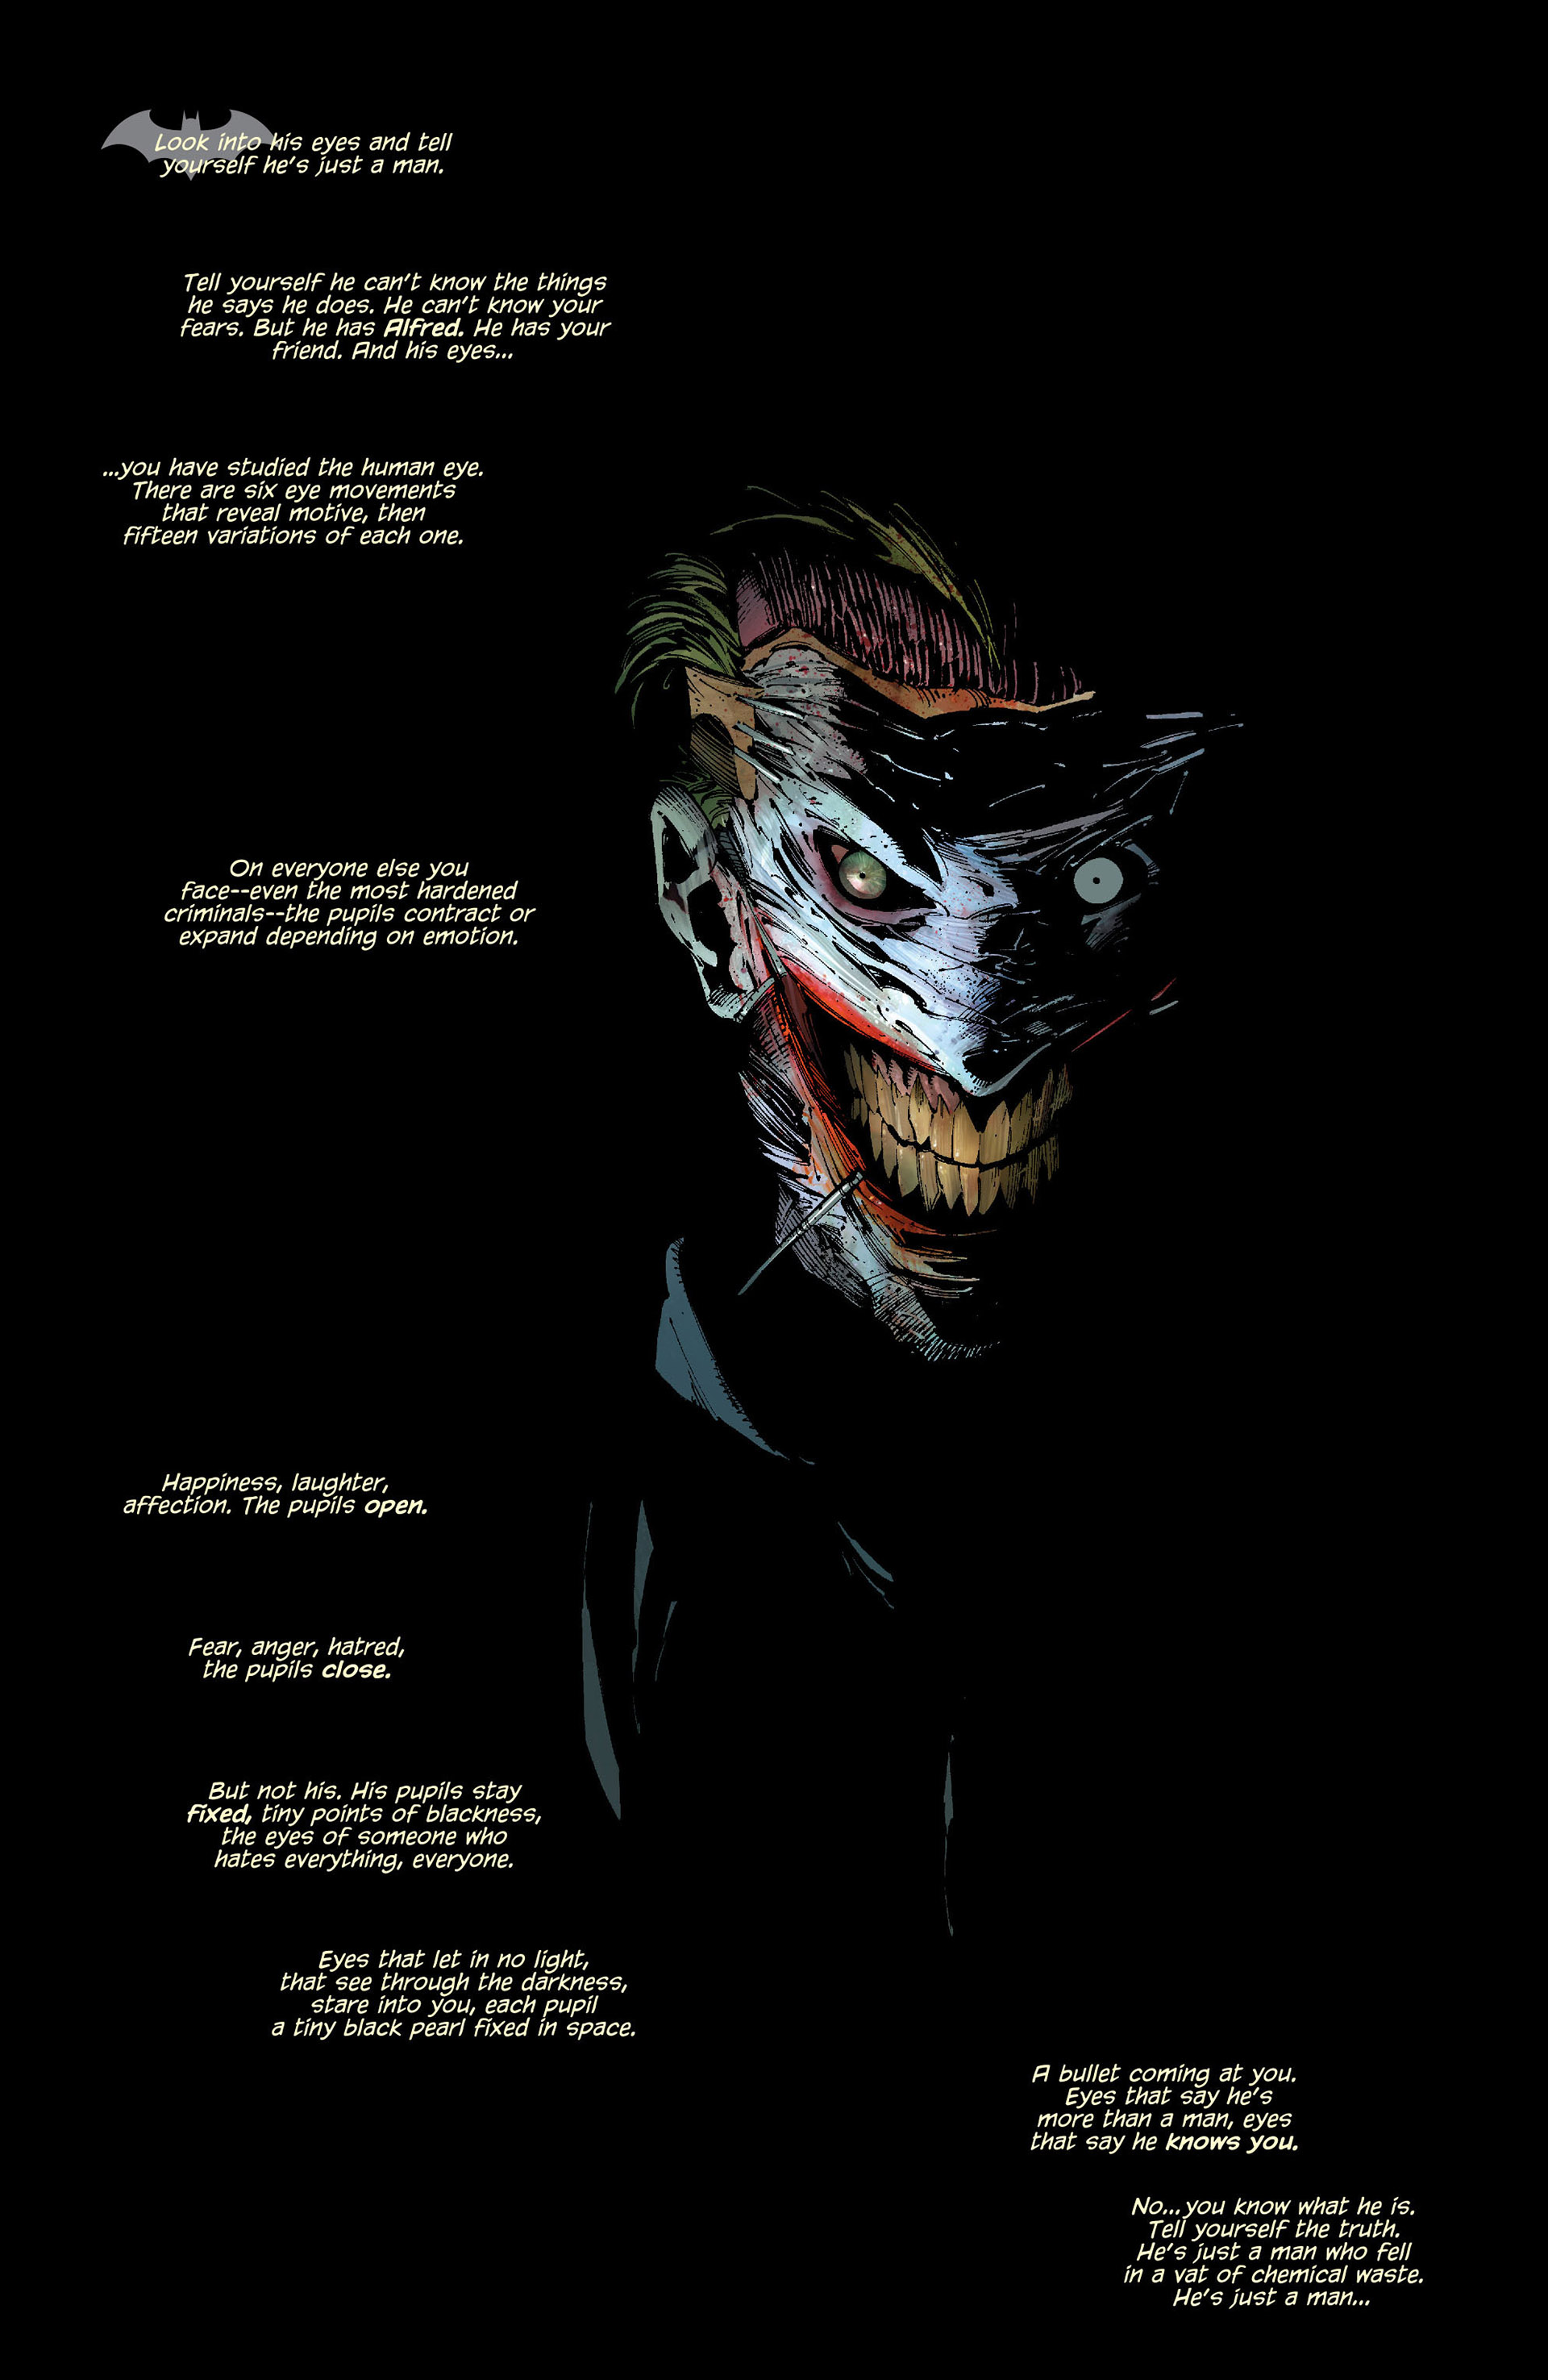 Look into his eyes and tell
yourself he's just a man.
Tell yourself he can't know the things
he says he does. He can't know your
fears. But he has Alfred. He has your
friend. And his eyes...
...you have studied the human eye.
There are six eye movements
that reveal motive, then
fifteen variations of each one.
On everyone else you
face--even the most hardened
criminals--the pupils contract or
expand depending on emotion.
Happiness, laughter,
affection. The pupils open.
Fear, anger, hatred,
the pupils close.
But not his. His pupils stay
fixed, tiny points of blackness,
the eyes of someone who
hates everything, everyone.
Eyes that let in no light,
that see through the darkness,
stare into you, each pupil
a tiny black pearl fixed in space.
A bullet coming at you.
Eyes that say he's
more than a man, eyes
that say he knows you.
No...you know what he is.
Tell yourself the truth.
He's just a man who fell
in a vat of chemical waste.
He's just a man...